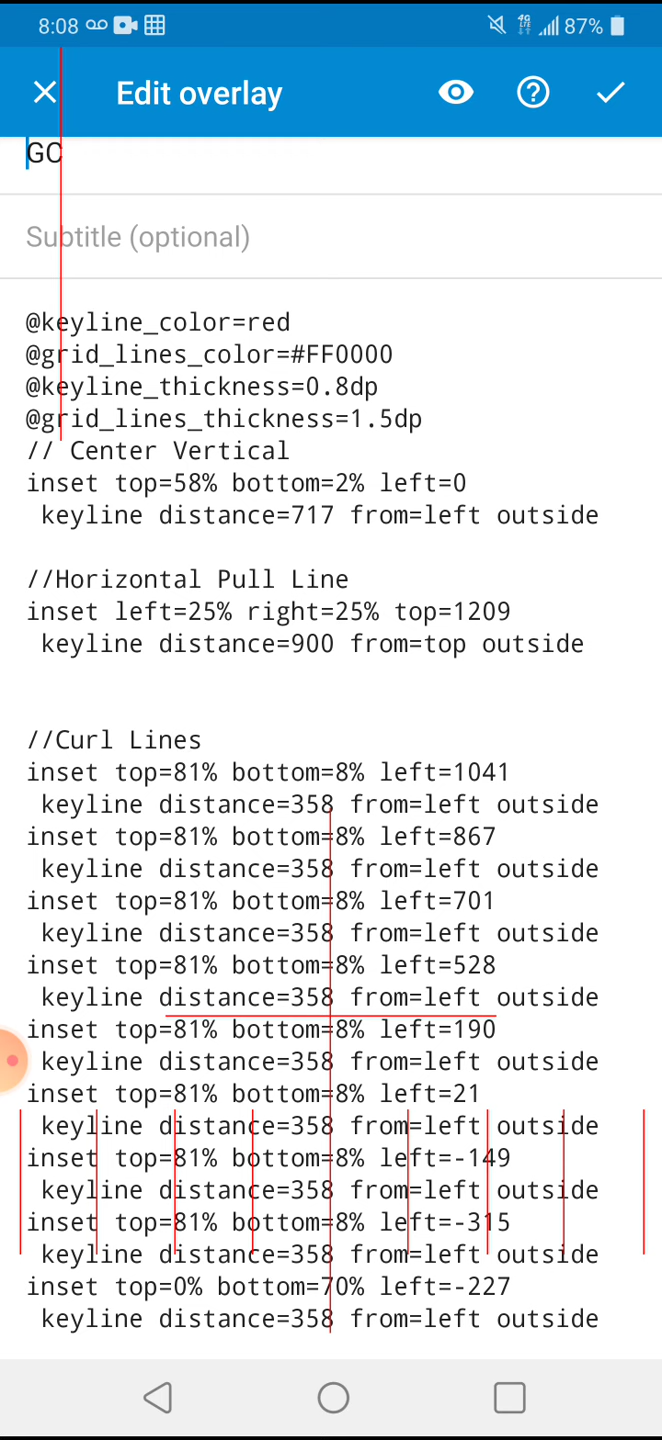 8:08
4G LTE 87%
Edit overlay
GC
Subtitle (optional)
@keyline_color=red
@grid_lines_color=#FF0000
@keyline_thickness=0.8dp
@grid_lines_thickness=1.5dp
// Center Vertical
inset top=58% bottom=2% left=0
keyline distance=717 from=left outside
//Horizontal Pull Line
inset left=25% right=25% top=1209
keyline distance=900 from=top outside
//Curl Lines
inset top=81% bottom=8% left=1041
keyline distance=358 from=left outside
inset top=81% bottom=8% left=867
keyline distance=358 from=left outside
inset top=81% bottom=8% left=701
keyline distance=358 from=left outside
inset top=81% bottom=8% left=528
keyline distance=358 from=left outside
inset top=81% bottom=8% left=190
keyline distance=358 from=left outside
inset top=81% bottom=8% left=21
keyline distance=358 from=left outside
inset top=81% bottom=8% left=-149
keyline distance=358 from=left outside
inset top=81% bottom=8% left=-315
keyline distance=358 from=left outside
inset top=0% bottom=70% left=-227
keyline distance=358 from=left outside